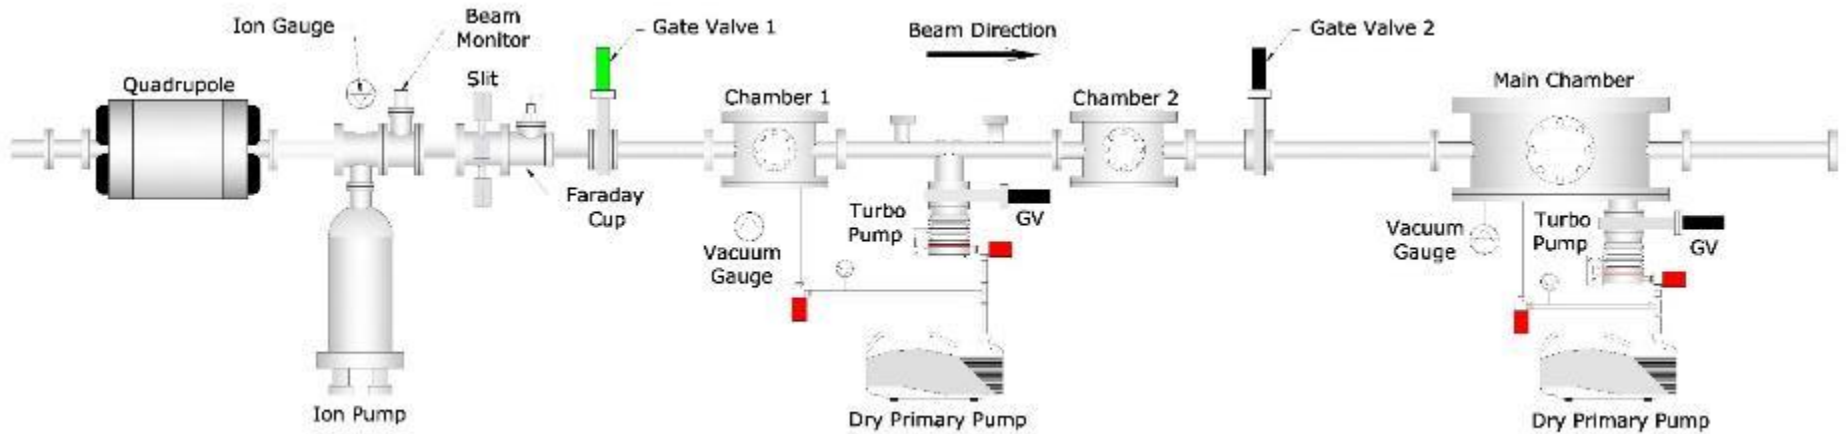 Quadrupole
Ion Gauge
Beam
Monitor
Slit
Gate Valve 1
Faraday
Cup
Ion Pump
Chamber 1
Beam Direction
Chamber 2
Gate Valve 2
Main Chamber
Vacuum
Gauge
Turbo
Pump
GV
Dry Primary Pump
Vacuum
Gauge
Turbo
Pump
GV
Dry Primary Pump